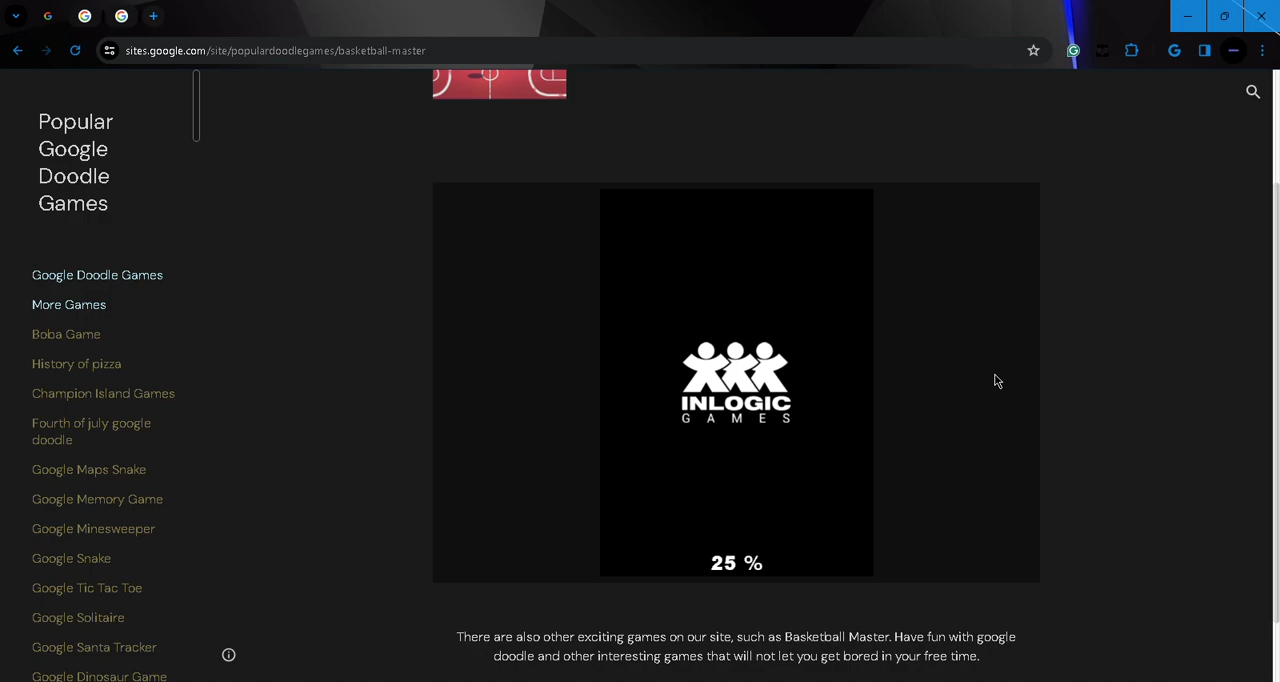 sites.google.com/site/populardoodlegames/basketball-master
Popular
Google
Doodle
Games
Google Doodle Games
More Games
Boba Game
History of pizza
Champion Island Games
Fourth of july google
doodle
Google Maps Snake
Google Memory Game
Google Minesweeper
Google Snake
Google Tic Tac Toe
Google Solitaire
Google Santa Tracker
Google Dinosaur Game
INLOGIC
GAMES
25 %
There are also other exciting games on our site, such as Basketball Master. Have fun with google
doodle and other interesting games that will not let you get bored in your free time.